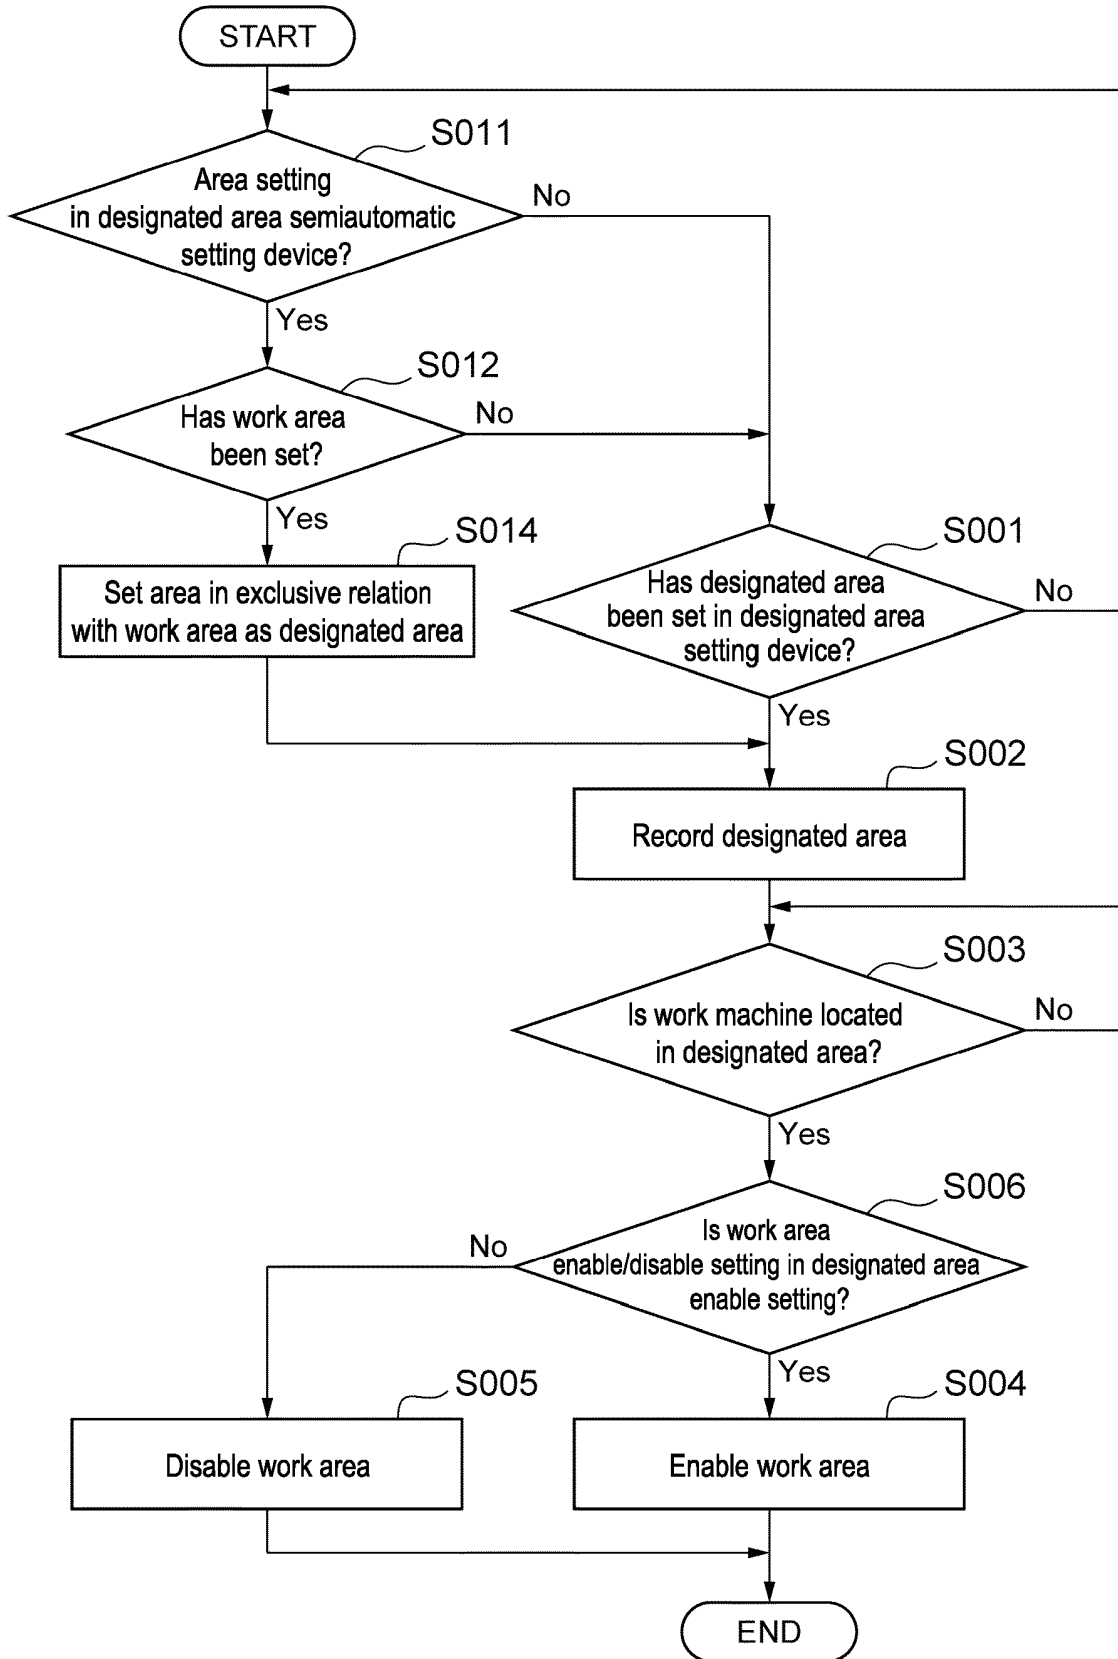 START
S011
Area setting
in designated area semiautomatic
setting device?
No
Yes
S012
Has work area
been set?
No
Yes
S014
Set area in exclusive relation
with work area as designated area
S001
Has designated area
been set in designated area
setting device?
No
Yes
S002
Record designated area
S003
Is work machine located
in designated area?
No
Yes
S006
Is work area
enable/disable setting in designated area
enable setting?
No
Yes
S005
Disable work area
S004
Enable work area
END